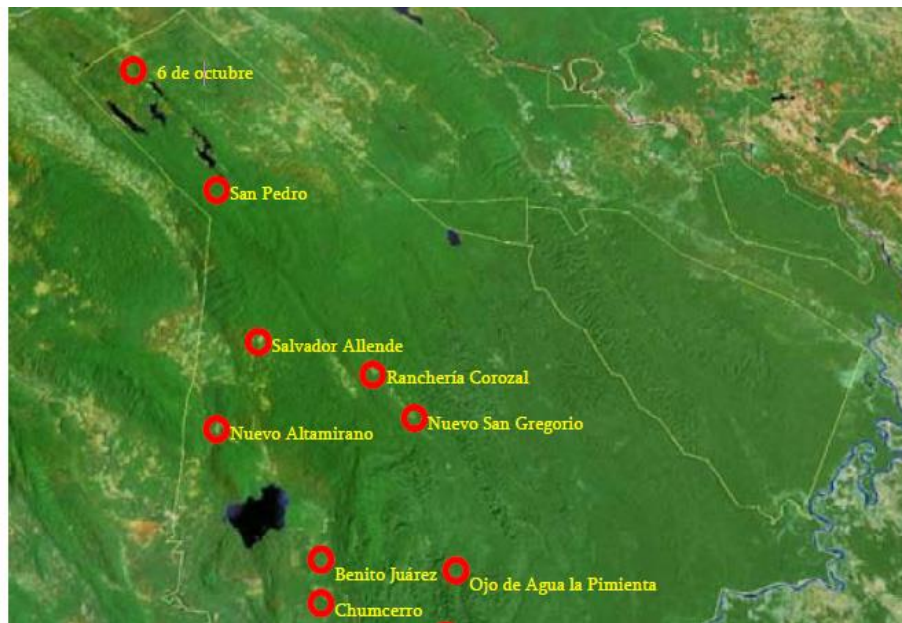 6 de octubre
San Pedro
Salvador Allende
Ranchería Corozal
Nuevo San Gregorio
Nuevo Altamirano
Benito Juárez
Ojo de Agua la Pimienta
Chumcerro